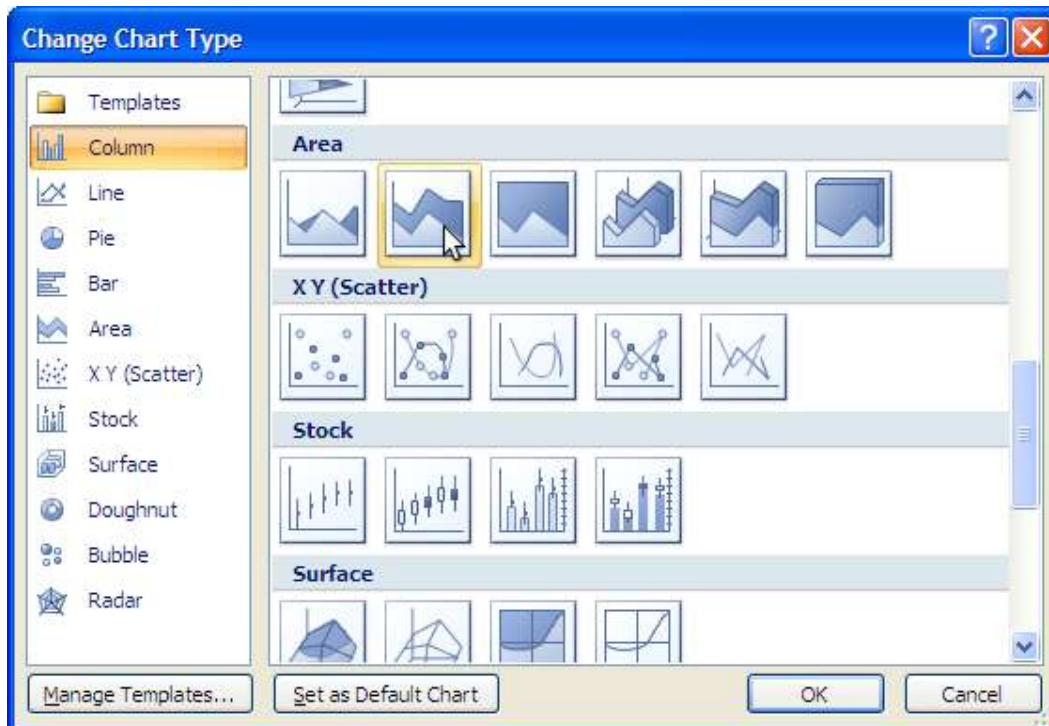 Change Chart Type
Templates
Column
Line
Pie
Bar
Area
X Y (Scatter)
Stock
Surface
Doughnut
Bubble
Radar
Area
X Y (Scatter)
Stock
Surface
Manage Templates...
Set as Default Chart
OK
Cancel